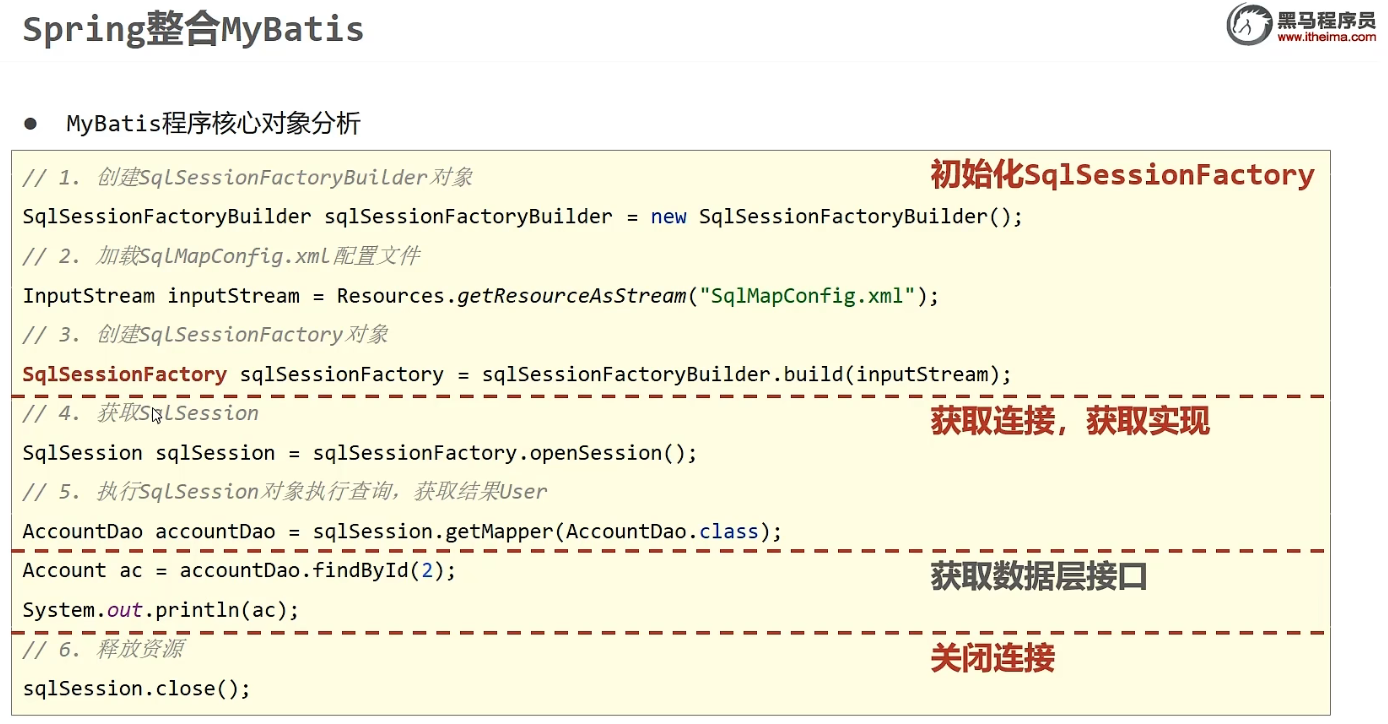 Spring整合MyBatis
黑马程序员
www.itheima.com
● MyBatis程序核心对象分析
// 1. 创建SqlSessionFactoryBuilder对象
初始化SqlSessionFactory
SqlSessionFactoryBuilder sqlSessionFactoryBuilder = new SqlSessionFactoryBuilder();
// 2. 加载SqlMapConfig.xml配置文件
InputStream inputStream = Resources.getResourceAsStream("SqlMapConfig.xml");
// 3. 创建SqlSessionFactory对象
SqlSessionFactory sqlSessionFactory = sqlSessionFactoryBuilder.build(inputStream);
// 4. 获取SqlSession
获取连接，获取实现
SqlSession sqlSession = sqlSessionFactory.openSession();
// 5. 执行SqlSession对象执行查询，获取结果User
AccountDao accountDao = sqlSession.getMapper(AccountDao.class);
Account ac = accountDao.findById(2);
获取数据层接口
System.out.println(ac);
// 6. 释放资源
关闭连接
sqlSession.close();